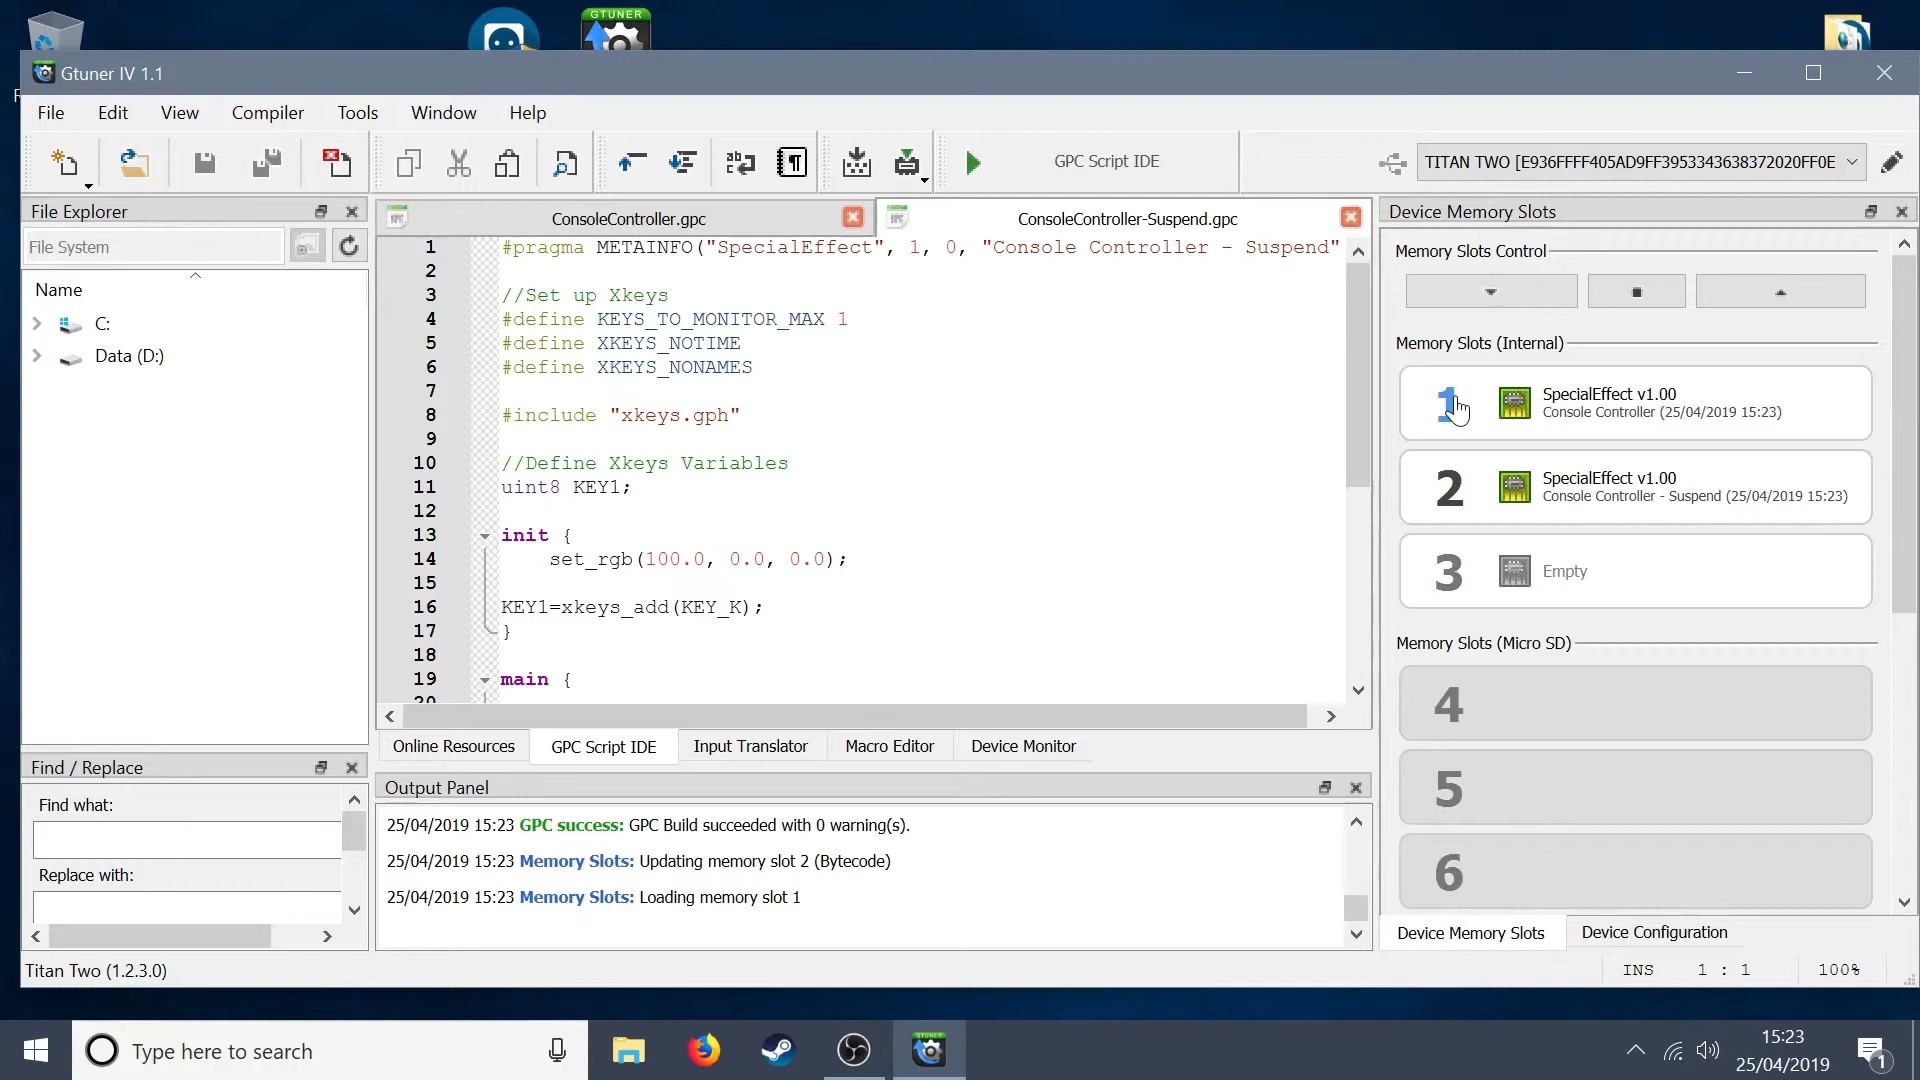 GTUNER
Gtuner IV 1.1
File Edit View Compiler Tools Window Help
GPC Script IDE
TITAN TWO [E936FFFF405AD9FF3953343638372020FF0E
File Explorer
File System
Name
C:
Data (D:)
ConsoleController.gpc
ConsoleController-Suspend.gpc
1 #pragma METAINFO("SpecialEffect", 1, 0, "Console Controller - Suspend"
2
3 //Set up Xkeys
4 #define KEYS_TO_MONITOR_MAX 1
5 #define XKEYS_NOTIME
6 #define XKEYS_NONAMES
7
8 #include "xkeys.gph"
9
10 //Define Xkeys Variables
11 uint8 KEY1;
12
13 init {
14 set_rgb(100.0, 0.0, 0.0);
15
16 KEY1=xkeys_add(KEY_K);
17 }
18
19 main {
20
Online Resources
GPC Script IDE
Input Translator
Macro Editor
Device Monitor
Device Memory Slots
Memory Slots Control
Memory Slots (Internal)
1 SpecialEffect v1.00
Console Controller (25/04/2019 15:23)
2 SpecialEffect v1.00
Console Controller - Suspend (25/04/2019 15:23)
3 Empty
Memory Slots (Micro SD)
4
5
6
Device Memory Slots
Device Configuration
Find / Replace
Find what:
Replace with:
Output Panel
25/04/2019 15:23 GPC success: GPC Build succeeded with 0 warning(s).
25/04/2019 15:23 Memory Slots: Updating memory slot 2 (Bytecode)
25/04/2019 15:23 Memory Slots: Loading memory slot 1
Titan Two (1.2.3.0)
INS 1 : 1 100%
Type here to search
15:23
25/04/2019
1